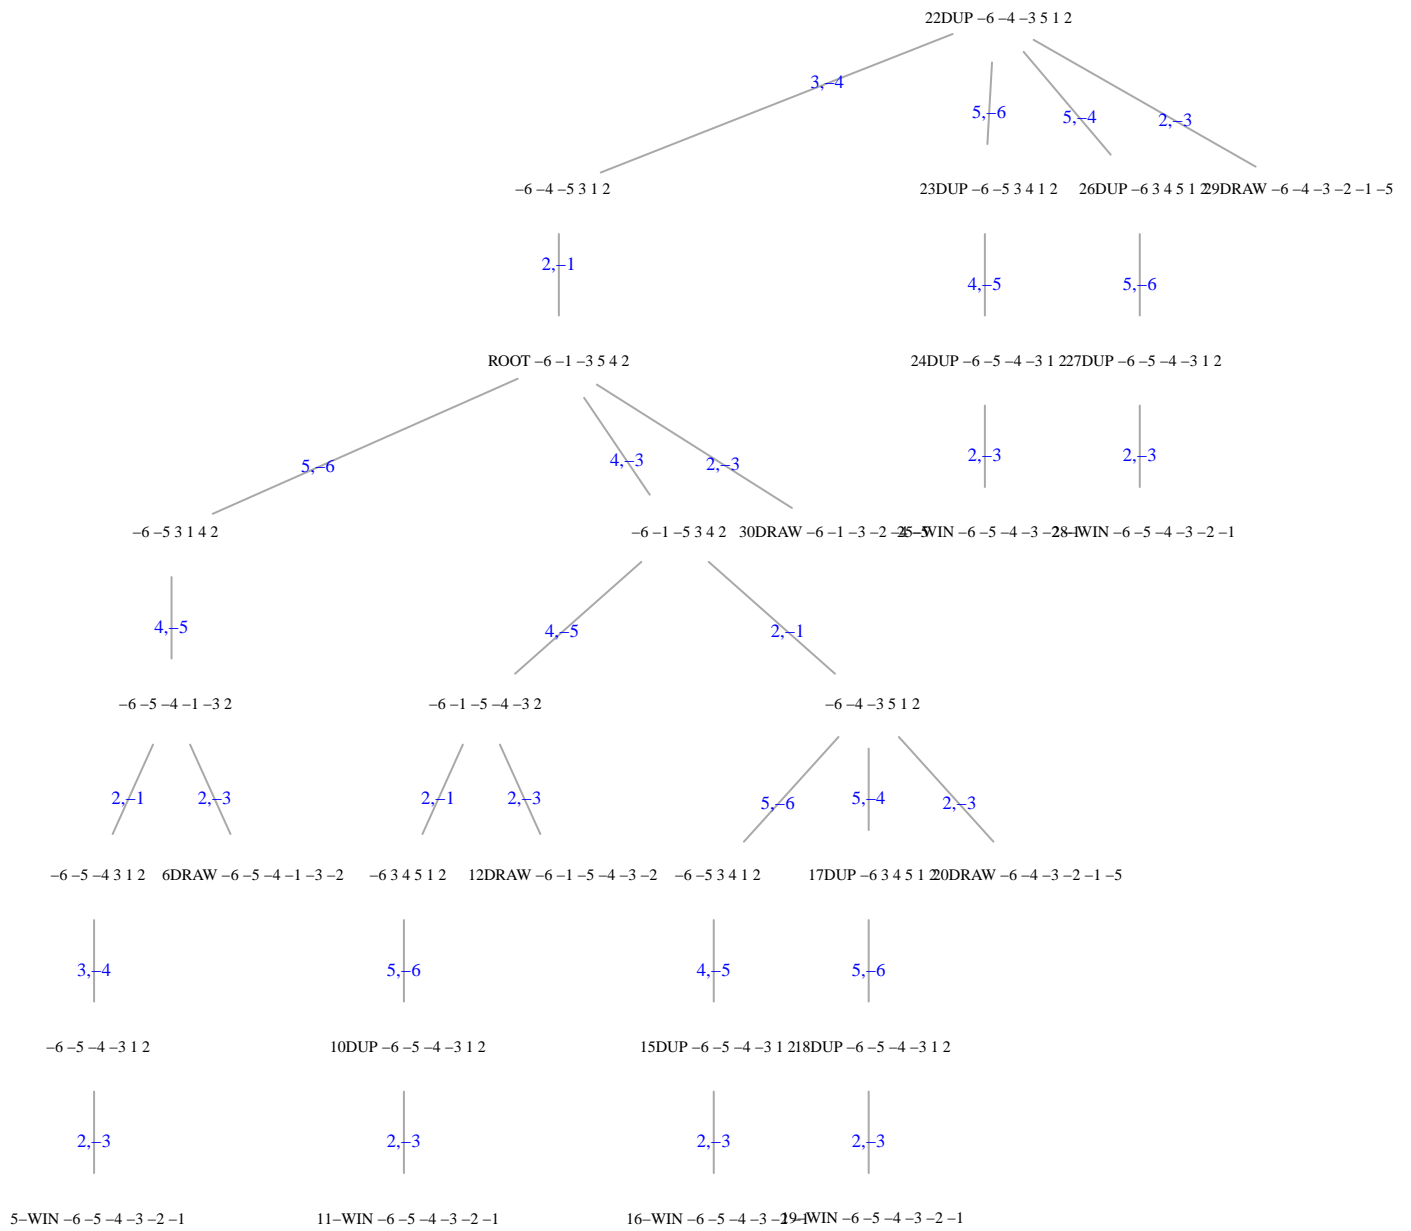 22DUP –6 –4 –3 5 1 2
3,–4
5,–6
5,–4
2,–3
–6 –4 –5 3 1 2
23DUP –6 –5 3 4 1 2
26DUP –6 3 4 5 1 2
29DRAW –6 –4 –3 –2 –1 –5
2,–1
4,–5
5,–6
ROOT –6 –1 –3 5 4 2
24DUP –6 –5 –4 –3 1 2
27DUP –6 –5 –4 –3 1 2
5,–6
4,–3
2,–3
2,–3
2,–3
–6 –5 3 1 4 2
–6 –1 –5 3 4 2
30DRAW –6 –1 –3 –2 –4 –5
25–WIN –6 –5 –4 –3 –2 –1
28–WIN –6 –5 –4 –3 –2 –1
4,–5
4,–5
2,–1
–6 –5 –4 –1 –3 2
–6 –1 –5 –4 –3 2
–6 –4 –3 5 1 2
2,–1
2,–3
2,–1
2,–3
5,–6
5,–4
2,–3
–6 –5 –4 3 1 2
6DRAW –6 –5 –4 –1 –3 –2
–6 3 4 5 1 2
12DRAW –6 –1 –5 –4 –3 –2
–6 –5 3 4 1 2
17DUP –6 3 4 5 1 2
20DRAW –6 –4 –3 –2 –1 –5
3,–4
5,–6
4,–5
5,–6
–6 –5 –4 –3 1 2
10DUP –6 –5 –4 –3 1 2
15DUP –6 –5 –4 –3 1 2
18DUP –6 –5 –4 –3 1 2
2,–3
2,–3
2,–3
2,–3
5–WIN –6 –5 –4 –3 –2 –1
11–WIN –6 –5 –4 –3 –2 –1
16–WIN –6 –5 –4 –3 –2 –1
19–WIN –6 –5 –4 –3 –2 –1